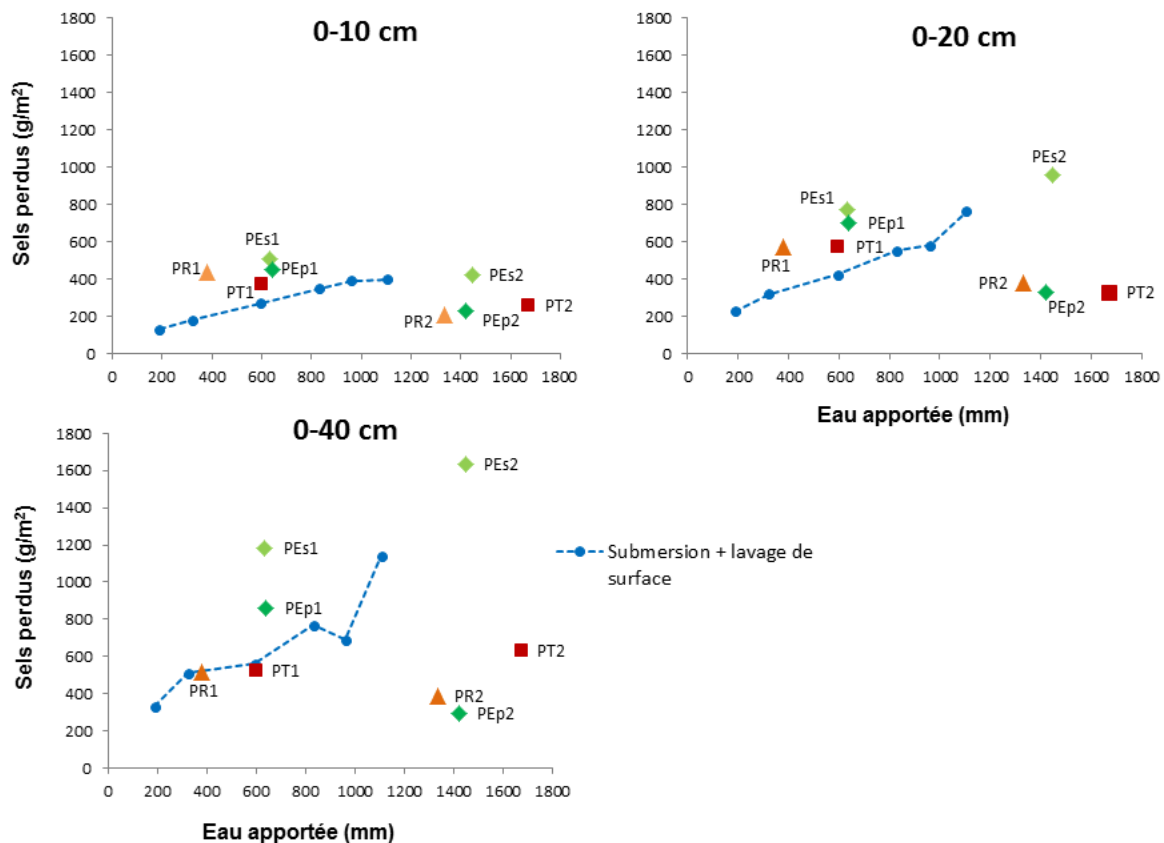 0-10 cm
Sels perdus (g/m²)
1800
1600
1400
1200
1000
800
600
400
200
0
PEs1
PR1
PEp1
PT1
PEs2
PR2
PEp2
PT2
0 200 400 600 800 1000 1200 1400 1600 1800
0-20 cm
1800
1600
1400
1200
1000
800
600
400
200
0
PEs2
PEs1
PEp1
PR1
PT1
PR2
PEp2
PT2
0 200 400 600 800 1000 1200 1400 1600 1800
Eau apportée (mm)
0-40 cm
Sels perdus (g/m²)
1800
1600
1400
1200
1000
800
600
400
200
0
PEs2
PEs1
PEp1
PR1
PT1
PT2
PR2
PEp2
0 200 400 600 800 1000 1200 1400 1600 1800
Eau apportée (mm)
Submersion + lavage de
surface